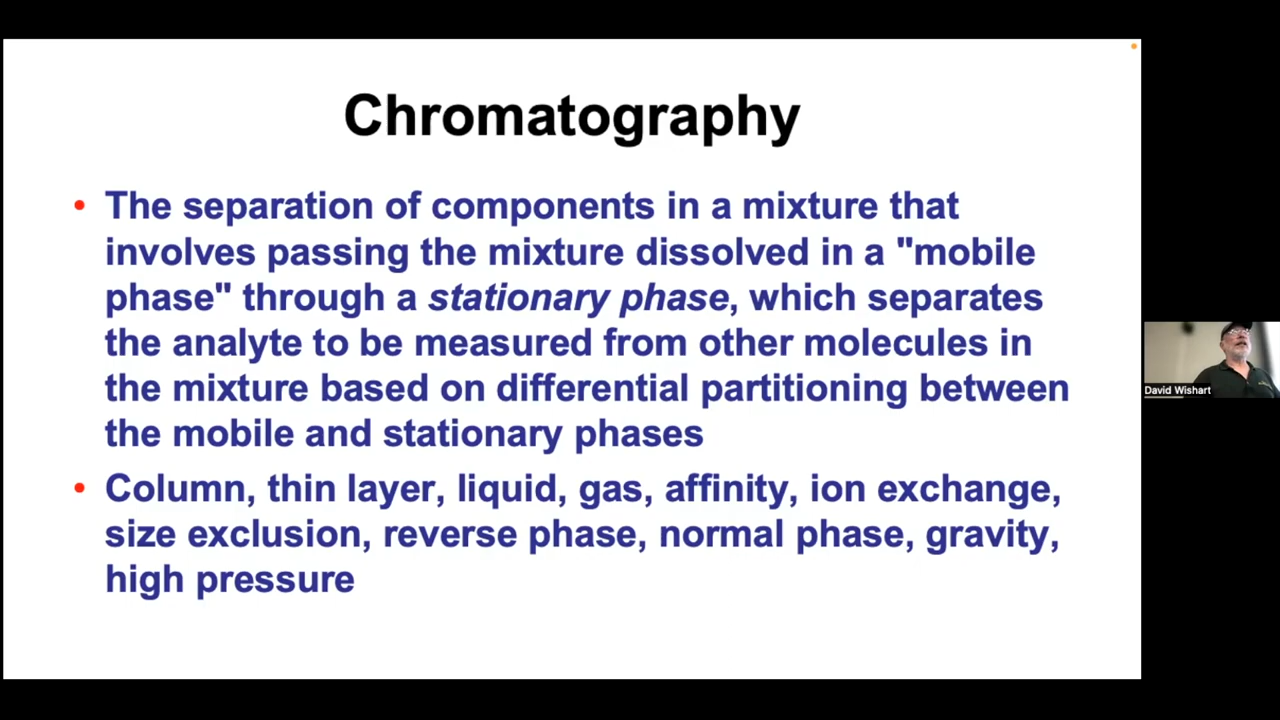 Chromatography
• The separation of components in a mixture that
involves passing the mixture dissolved in a "mobile
phase" through a stationary phase, which separates
the analyte to be measured from other molecules in
the mixture based on differential partitioning between
the mobile and stationary phases
• Column, thin layer, liquid, gas, affinity, ion exchange,
size exclusion, reverse phase, normal phase, gravity,
high pressure
David Wishart